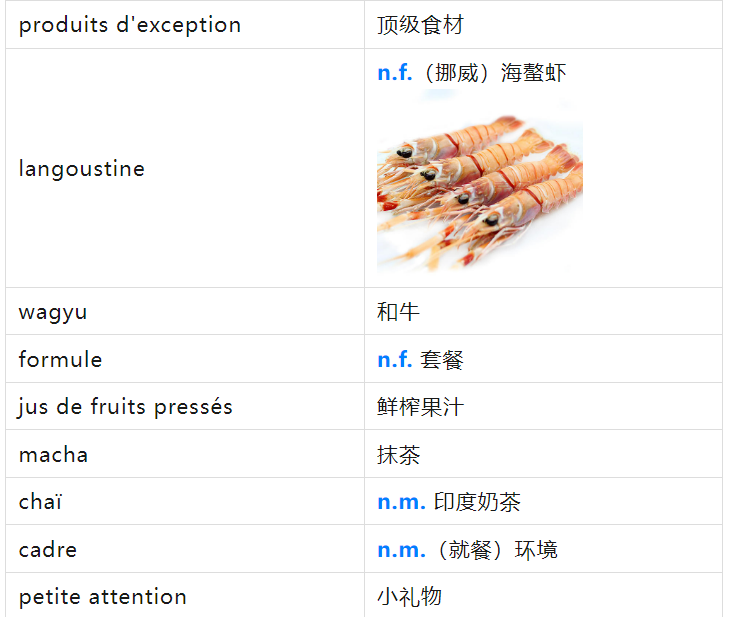 produits d'exception
顶级食材
langoustine
n.f.（挪威）海螯虾
wagyu
和牛
formule
n.f. 套餐
jus de fruits pressés
鲜榨果汁
macha
抹茶
chaï
n.m. 印度奶茶
cadre
n.m.（就餐）环境
petite attention
小礼物